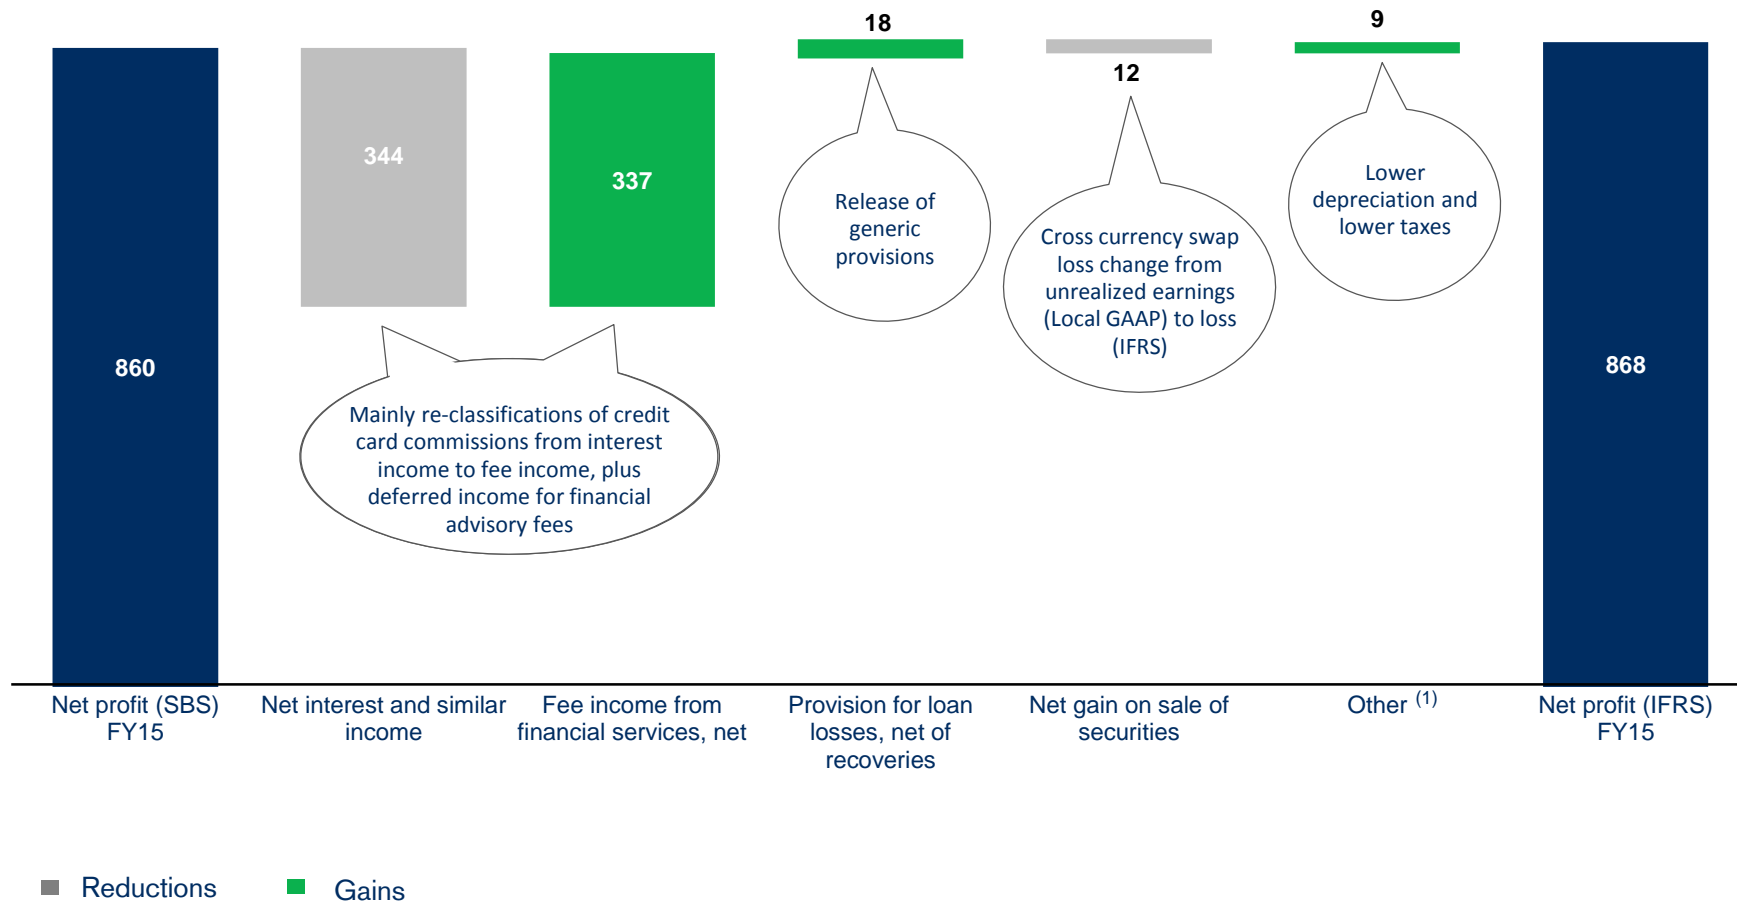 18
9
12
344
337
860
868
Release of
generic
provisions
Cross currency swap
loss change from
unrealized earnings
(Local GAAP) to loss
(IFRS)
Lower
depreciation and
lower taxes
Mainly re-classifications of credit
card commissions from interest
income to fee income, plus
deferred income for financial
advisory fees
Net profit (SBS)
FY15
Net interest and similar
income
Fee income from
financial services, net
Provision for loan
losses, net of
recoveries
Net gain on sale of
securities
Other (1)
Net profit (IFRS)
FY15
Reductions
Gains